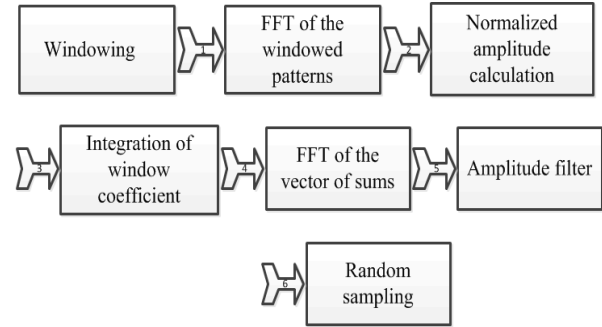 Windowing
1
FFT of the
windowed
patterns
2
Normalized
amplitude
calculation
3
Integration of
window
coefficient
4
FFT of the
vector of sums
5
Amplitude filter
6
Random
sampling